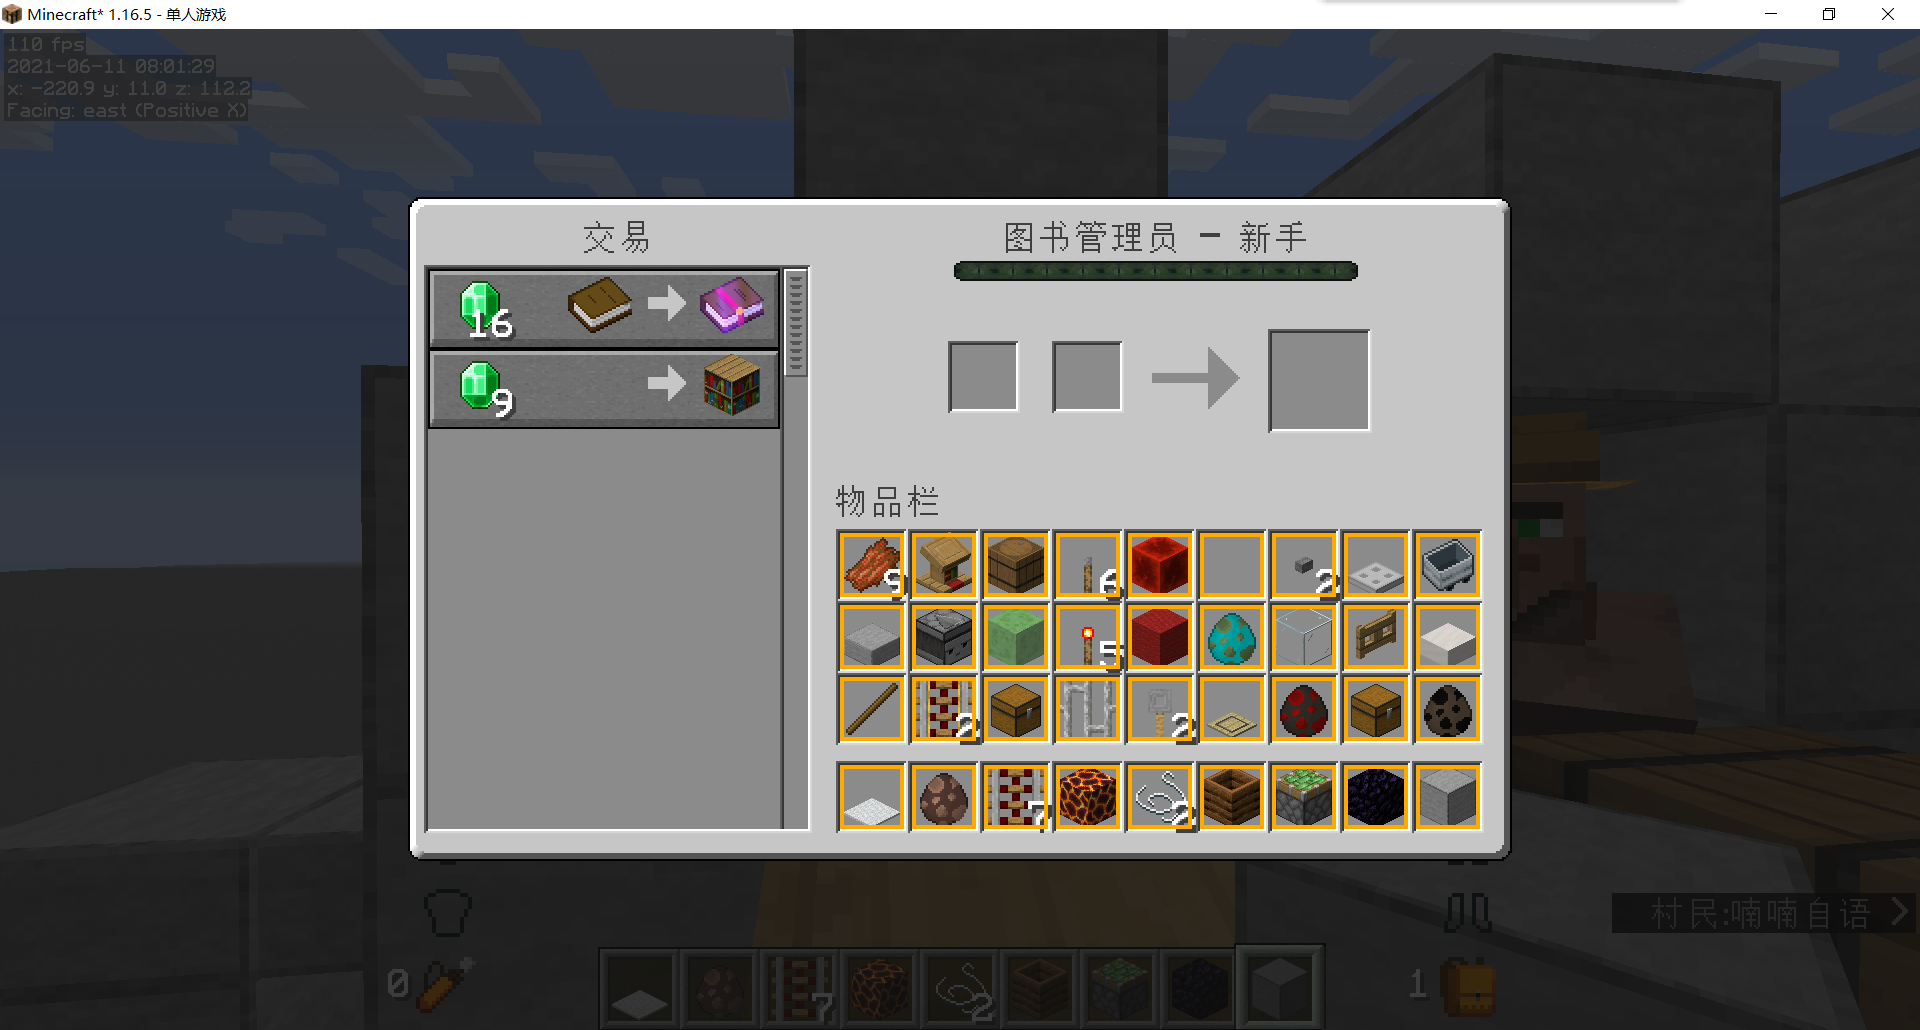 Minecraft* 1.16.5 - 单人游戏
110 fps
2021-06-11 08:01:29
x: -220.9 y: 11.0 z: 112.2
Facing: east (Positive X)
交易
图书管理员 - 新手
16
9
物品栏
9
6
2
5
2
2
7
2
村民:喃喃自语
0
7
2
1